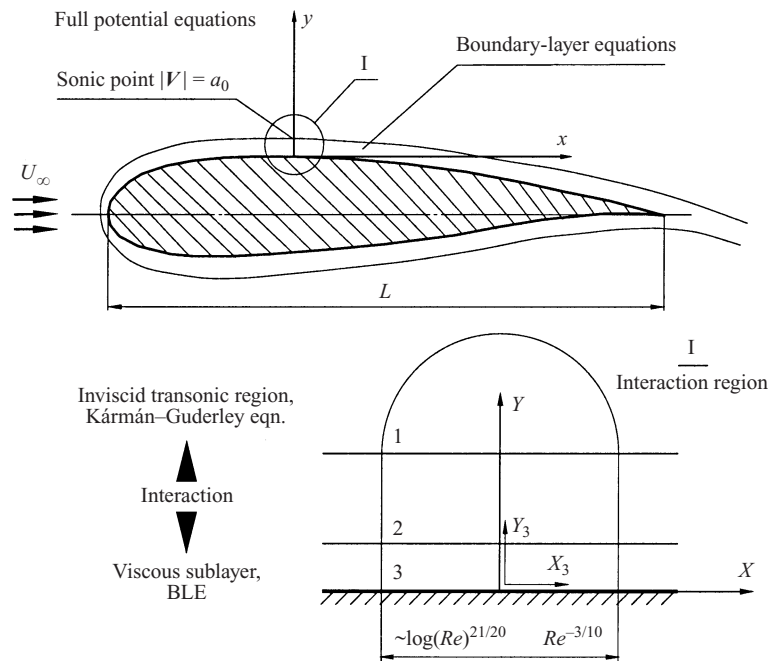 Full potential equations
y
Boundary-layer equations
I
Sonic point |V| = a₀
x
U∞
L
I
Interaction region
Inviscid transonic region,
Kármán–Guderley eqn.
Y
1
Interaction
2
Y₃
Viscous sublayer,
BLE
3
X₃
X
~log(Re)^21/20 Re^−3/10